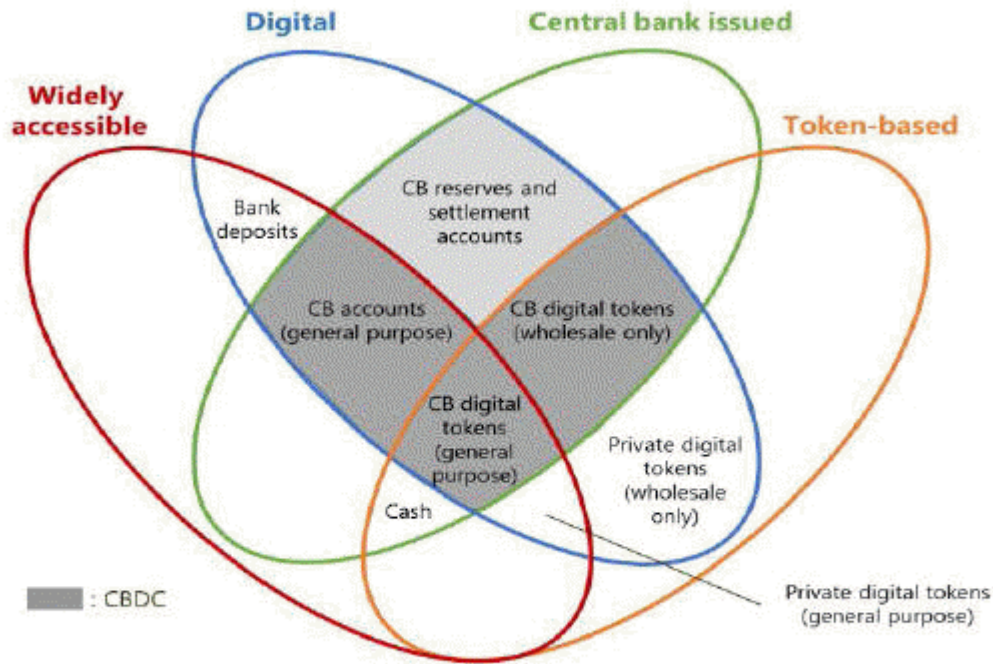 Digital
Central bank issued
Widely
accessible
Token-based
CB reserves and
settlement
accounts
Bank
deposits
CB accounts
(general purpose)
CB digital tokens
(wholesale only)
CB digital
tokens
(general
purpose)
Private digital
tokens
(wholesale
only)
Cash
Private digital tokens
(general purpose)
: CBDC